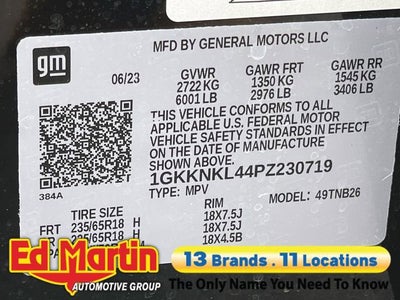 MFD BY GENERAL MOTORS LLC
gm
06/23
GVWR GAWR FRT GAWR RR
2722 KG 1350 KG 1545 KG
6001 LB 2976 LB 3406 LB
THIS VEHICLE CONFORMS TO ALL
APPLICABLE U.S. FEDERAL MOTOR
VEHICLE SAFETY STANDARDS IN EFFECT
ON THE DATE OF MANUFACTURE
SHOWN ABOVE.
1GKKNKL44PZ230719
TYPE: MPV MODEL: 49TNB26
384A
TIRE SIZE RIM
FRT 235/65R18 H 18X7.5J
235/65R18 H 18X7.5J
18X4.5B
Ed Martin
AUTOMOTIVE GROUP
13 Brands . 11 Locations
The Only Name You Need To Know